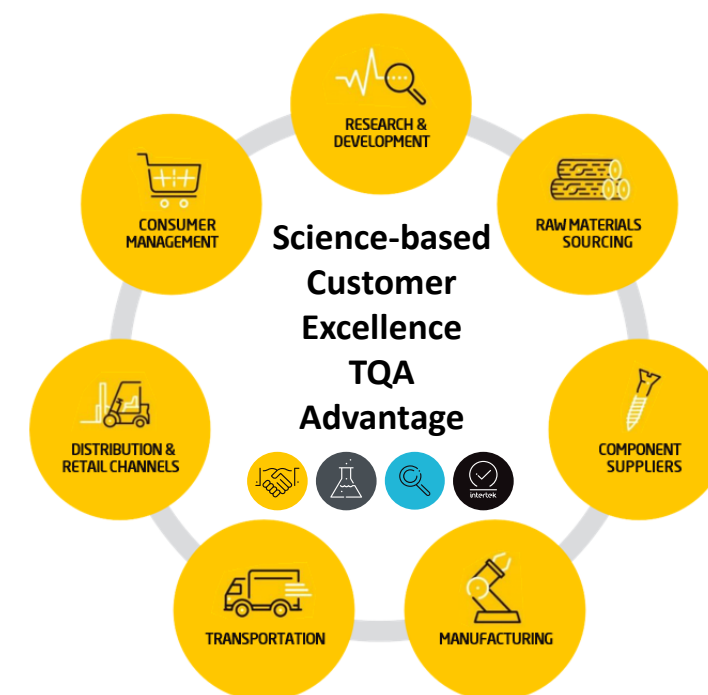 RESEARCH &
DEVELOPMENT
CONSUMER
MANAGEMENT
RAW MATERIALS
SOURCING
Science-based
Customer
Excellence
TQA
Advantage
DISTRIBUTION &
RETAIL CHANNELS
COMPONENT
SUPPLIERS
intertek
TRANSPORTATION
MANUFACTURING